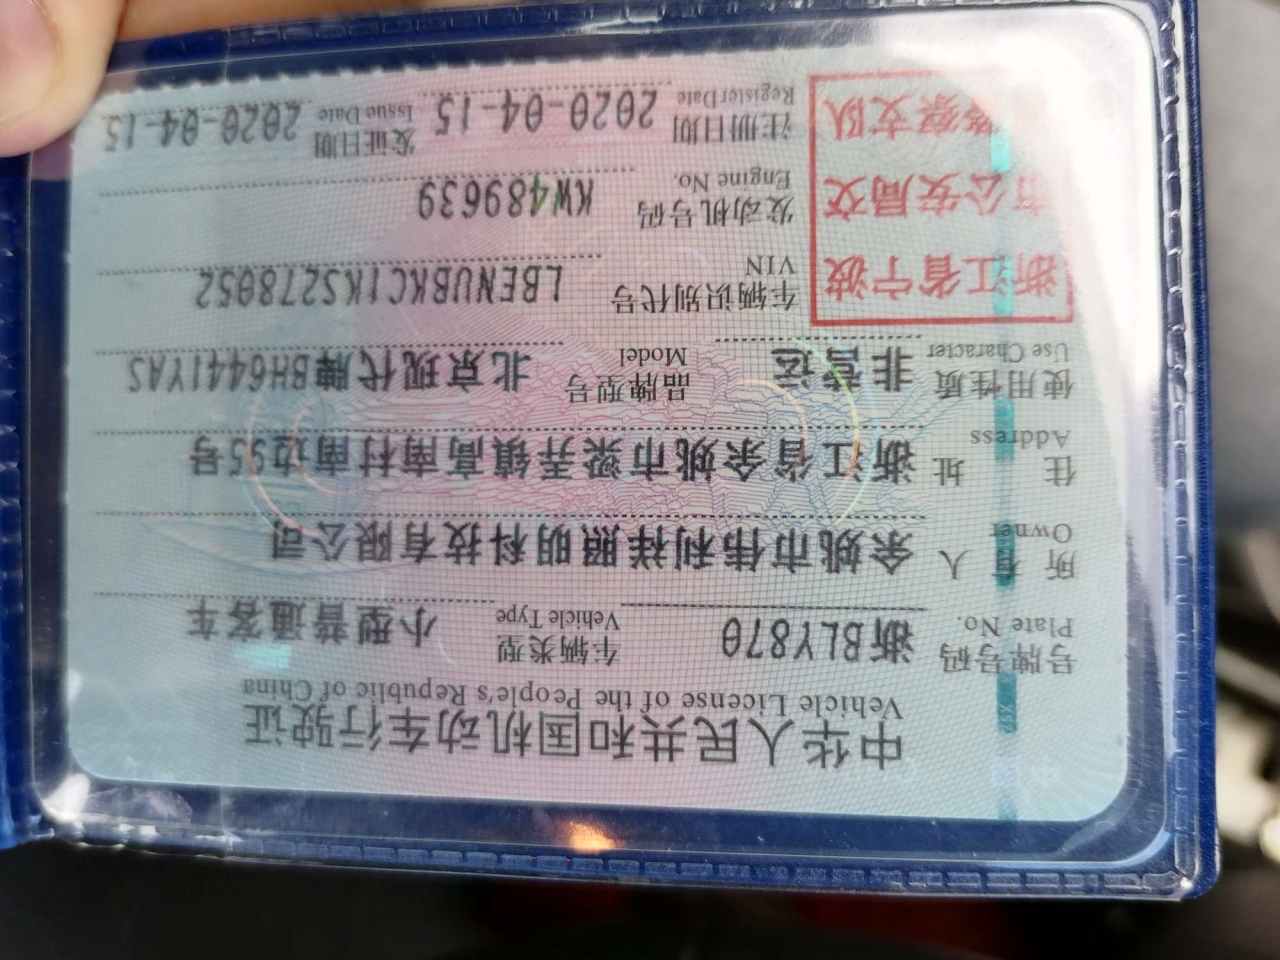 中华人民共和国机动车行驶证
Vehicle License of the People's Republic of China
号牌号码 浙BLY870 车辆类型 小型普通客车
Plate No. Vehicle Type
所有人 余姚市伟利祥照明科技有限公司
Owner
住址 浙江省余姚市梁弄镇高南村南边95号
Address
使用性质 非营运 品牌型号 北京现代牌BH6441YAS
Use Character Model
浙江省宁波
市公安局交
警察支队
车辆识别代号 LBENUBKC1KS278052
VIN
发动机号码 KW489639
Engine No.
注册日期 2020-04-15 发证日期 2020-04-15
Register Date Issue Date